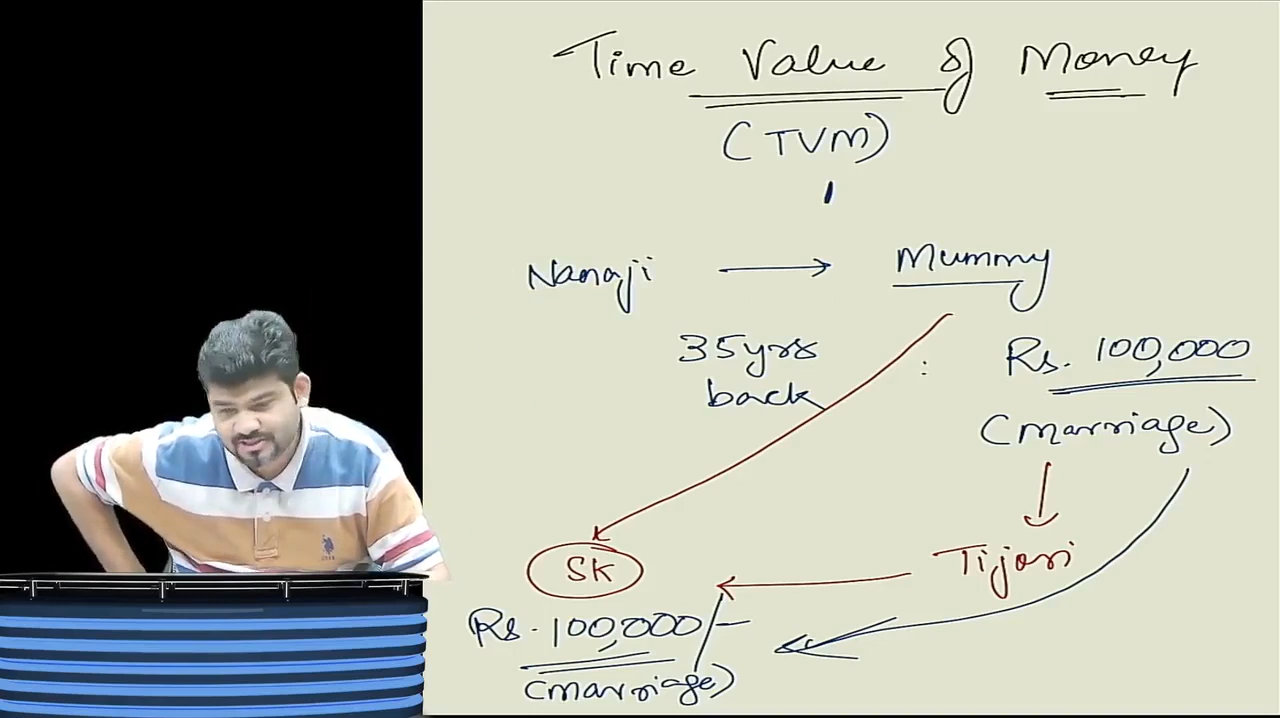 Time Value of Money
(TVM)
Nanaji → Mummy
35yrs back : Rs. 100,000
(marriage)
Tijori
SK
Rs. 100,000/-
(marriage)